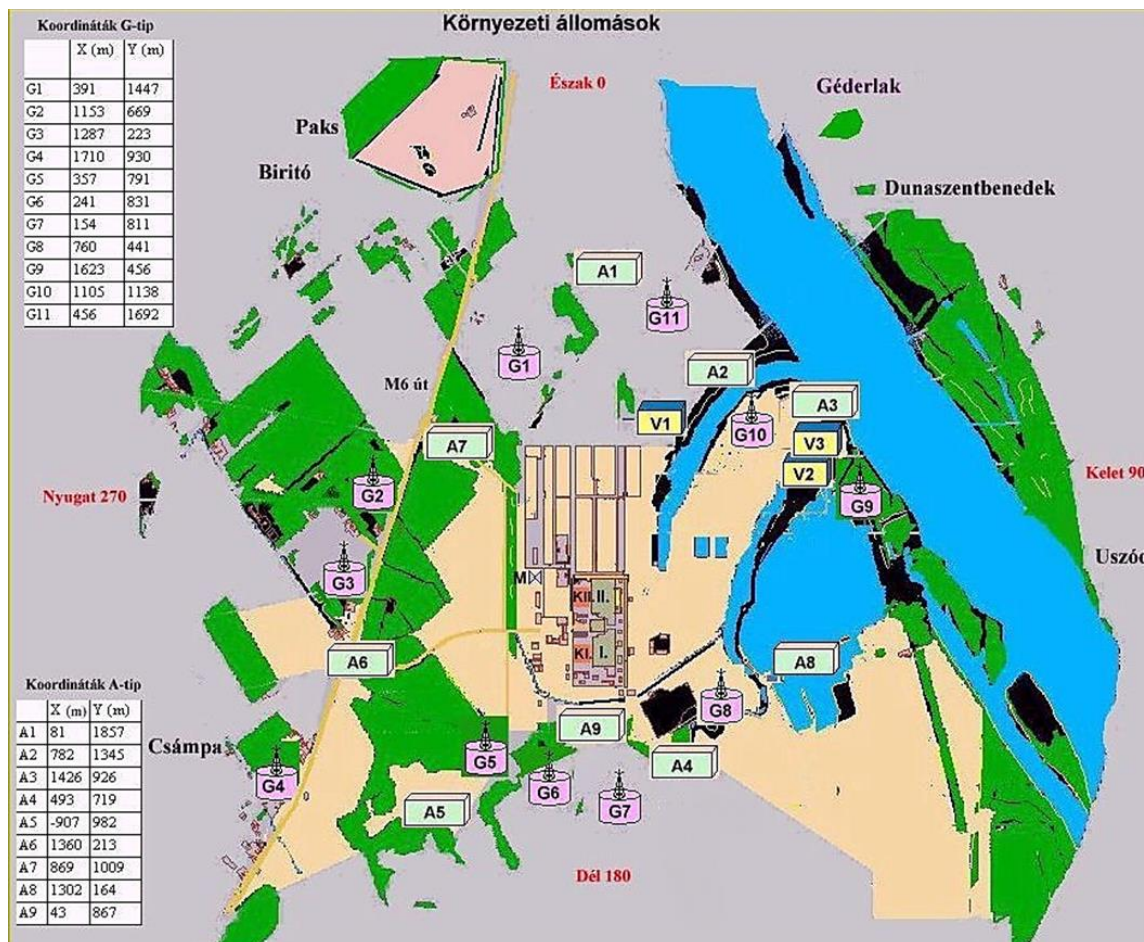 Környezeti állomások
Koordináták G-tip
X (m) Y (m)
G1 391 1447
G2 1153 669
G3 1287 223
G4 1710 930
G5 357 791
G6 241 831
G7 154 811
G8 760 441
G9 1623 456
G10 1105 1138
G11 456 1692
Észak 0
Géderlak
Paks
Biritó
Dunaszentbenedek
A1
G11
G1
A2
M6 út
A3
V1
G10
A7
V3
V2
Kelet 90
Nyugat 270
G2
G9
Uszód
G3
M
KII. II.
KI. I.
A6
A8
Koordináták A-tip
X (m) Y (m)
A1 81 1857
A2 782 1345
A3 1426 926
A4 493 719
A5 -907 982
A6 1360 213
A7 869 1009
A8 1302 164
A9 43 867
G8
A9
Csámpa
G5
A4
G4
G6
G7
A5
Dél 180